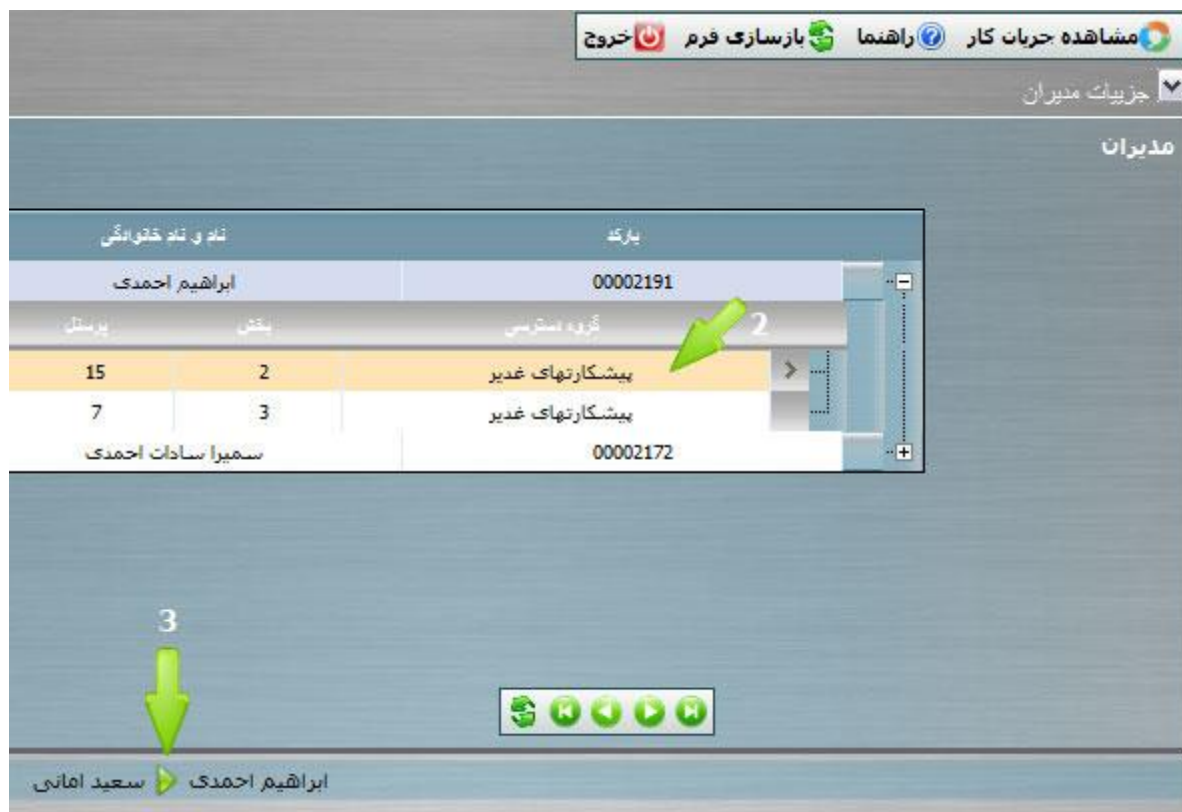 مشاهده جریات کار راهنما بازسازی فرم خروج
جزییات مدیران
مدیران
بارکد نام و نام خانوادگی
00002191 ابراهیم احمدی
گروه دسترسی بخش پرسنل
2
پیشکارتهای غدیر 2 15
پیشکارتهای غدیر 3 7
00002172 سمیرا سادات احمدی
3
ابراهیم احمدی سعید امانی